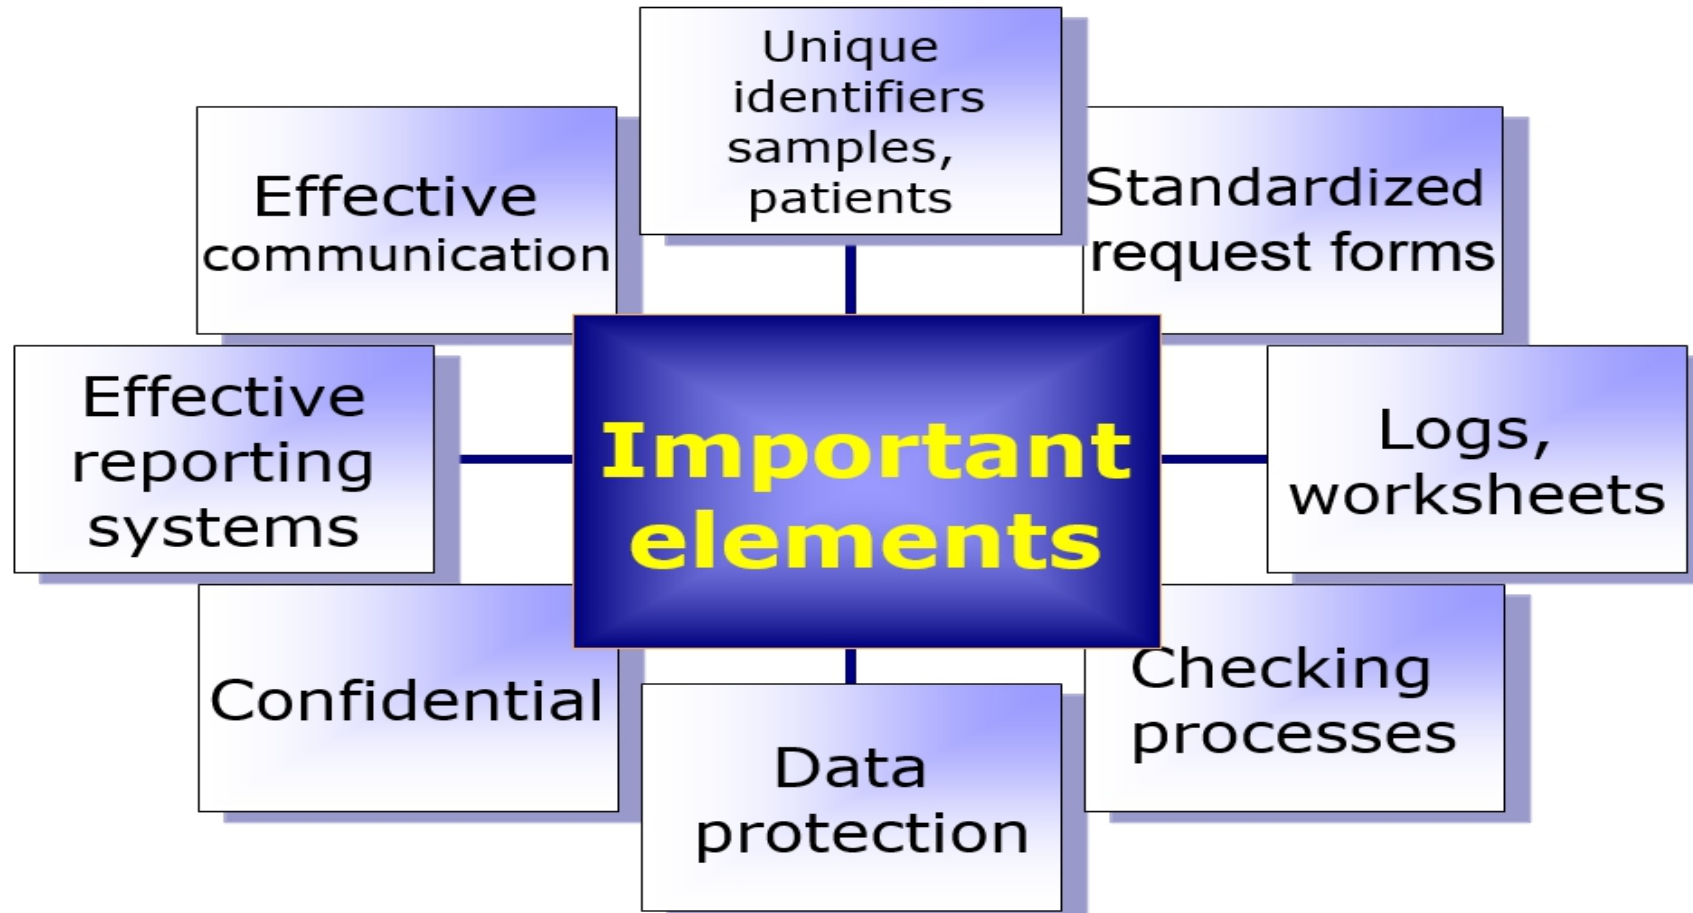 Unique
identifiers
samples,
patients
Effective
communication
Standardized
request forms
Effective
reporting
systems
Important
elements
Logs,
worksheets
Confidential
Checking
processes
Data
protection